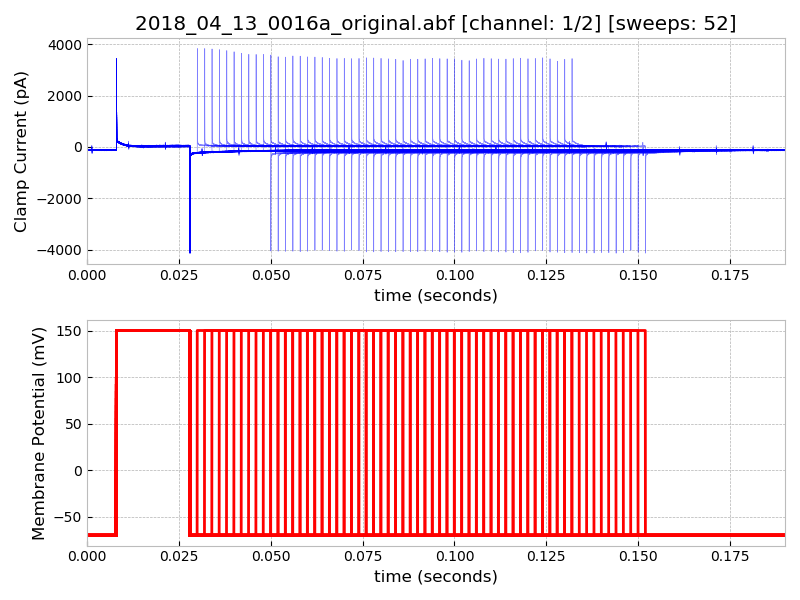 2018_04_13_0016a_original.abf [channel: 1/2] [sweeps: 52]
Clamp Current (pA)
4000
2000
0
−2000
−4000
0.000 0.025 0.050 0.075 0.100 0.125 0.150 0.175
time (seconds)
Membrane Potential (mV)
150
100
50
0
−50
0.000 0.025 0.050 0.075 0.100 0.125 0.150 0.175
time (seconds)